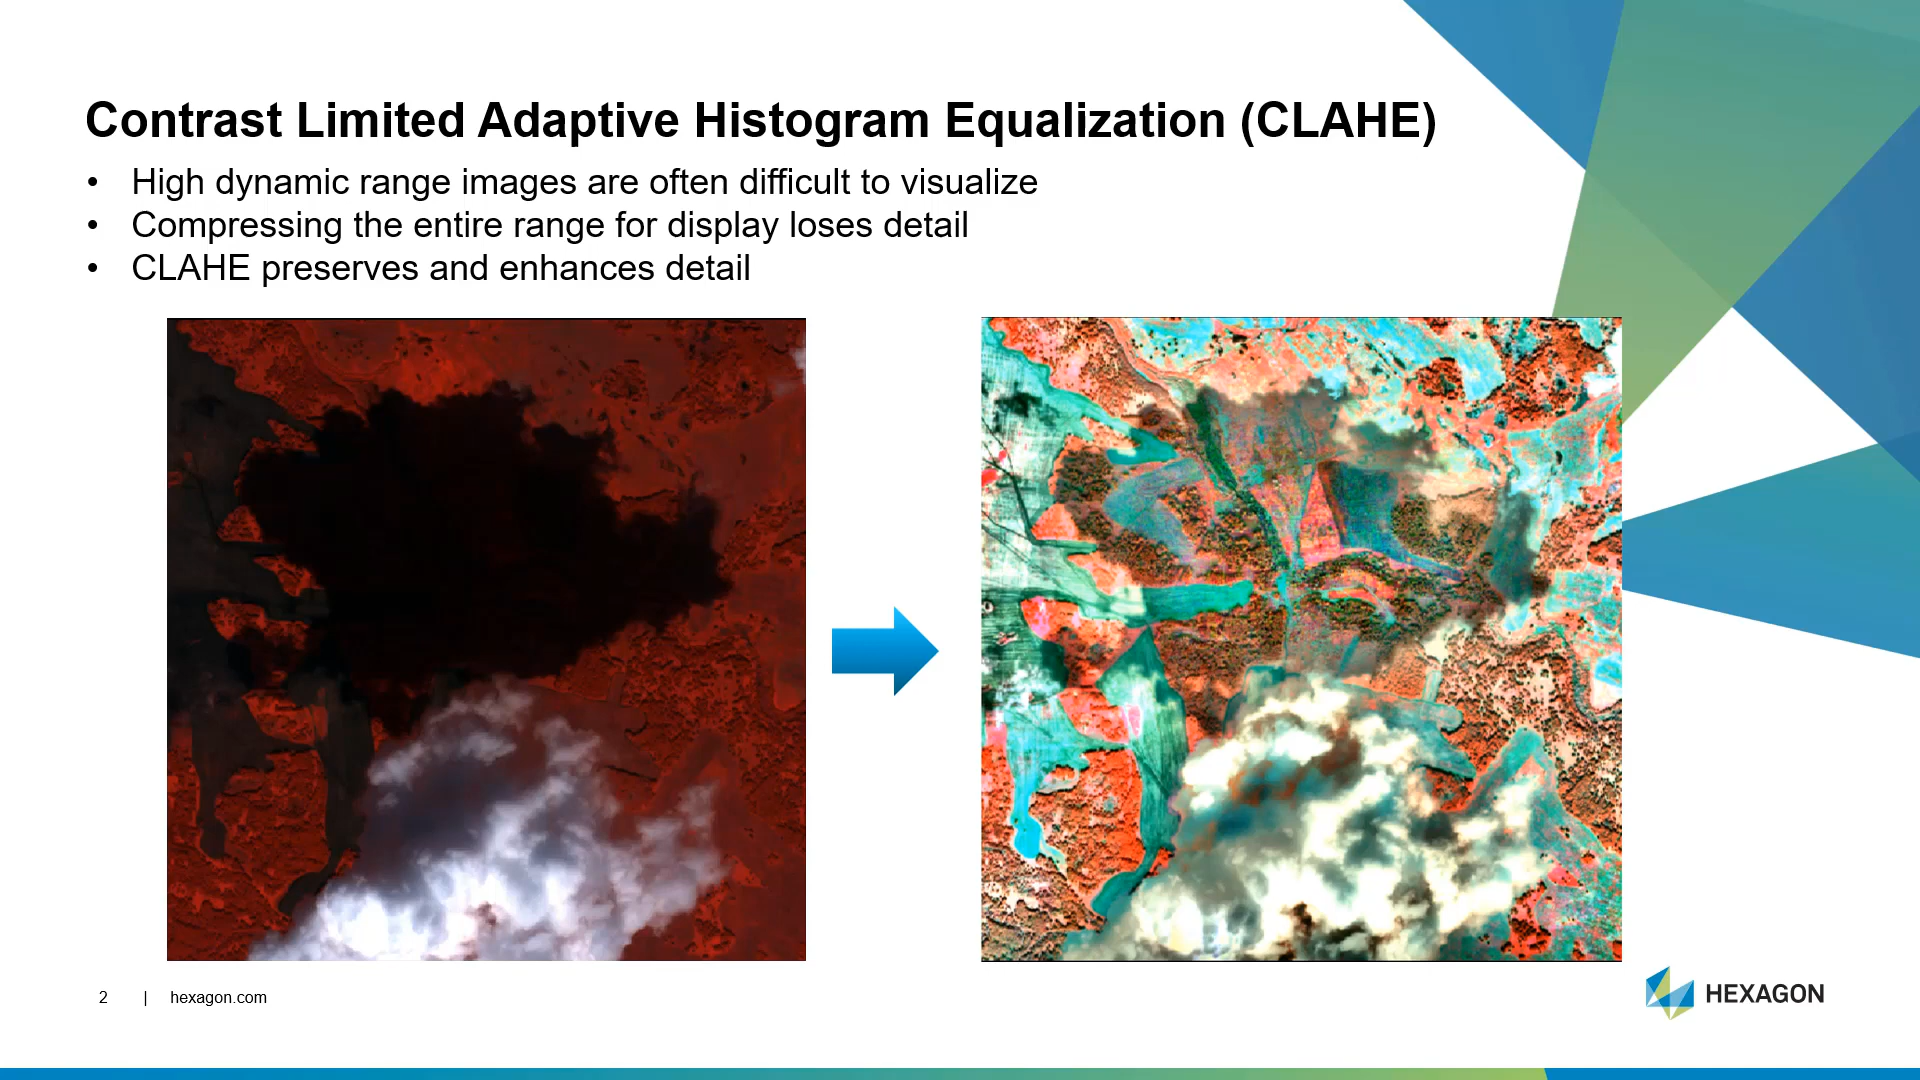 Contrast Limited Adaptive Histogram Equalization (CLAHE)
• High dynamic range images are often difficult to visualize
• Compressing the entire range for display loses detail
• CLAHE preserves and enhances detail
2 | hexagon.com
HEXAGON